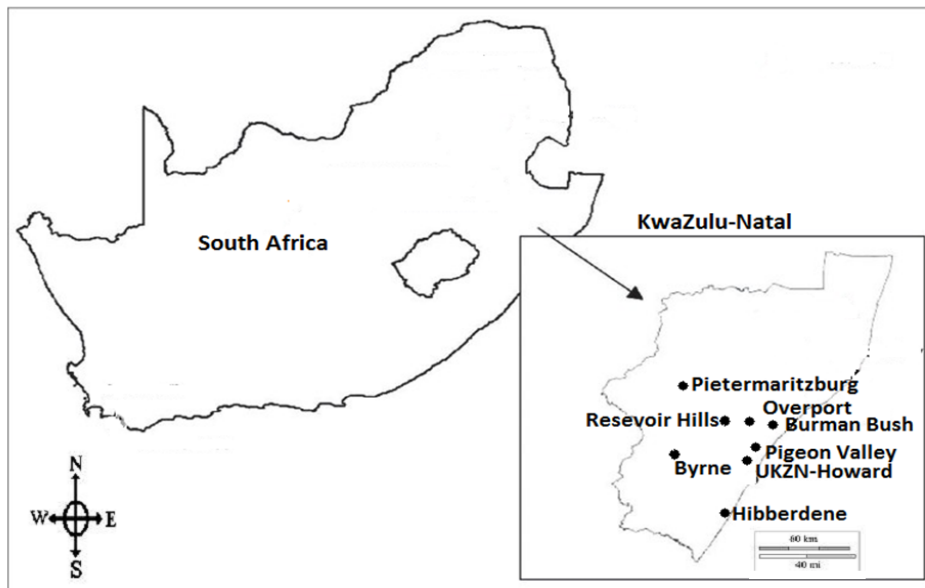 South Africa
KwaZulu-Natal
Pietermaritzburg
Overport
Resevoir Hills
Burman Bush
Pigeon Valley
Byrne
UKZN-Howard
Hibberdene
60 km
40 mi
N
W
E
S